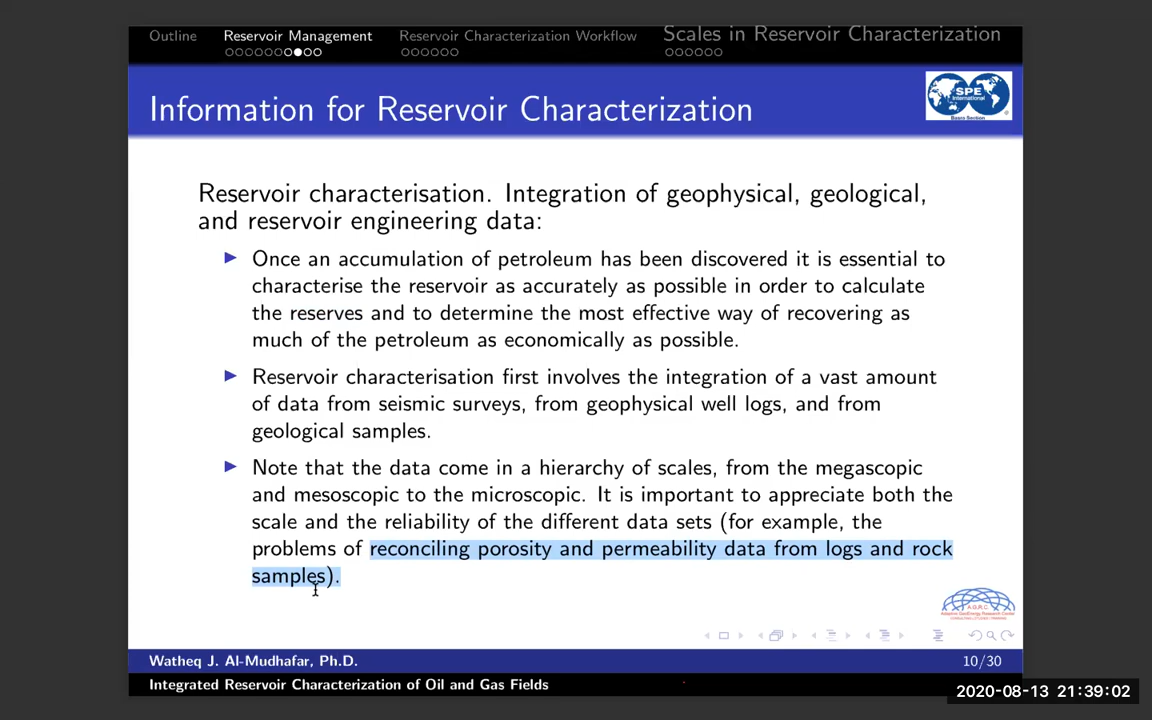 Outline
Reservoir Management
Reservoir Characterization Workflow
Scales in Reservoir Characterization
Information for Reservoir Characterization
SPE
International
Basra Section
Reservoir characterisation. Integration of geophysical, geological,
and reservoir engineering data:
Once an accumulation of petroleum has been discovered it is essential to
characterise the reservoir as accurately as possible in order to calculate
the reserves and to determine the most effective way of recovering as
much of the petroleum as economically as possible.
Reservoir characterisation first involves the integration of a vast amount
of data from seismic surveys, from geophysical well logs, and from
geological samples.
Note that the data come in a hierarchy of scales, from the megascopic
and mesoscopic to the microscopic. It is important to appreciate both the
scale and the reliability of the different data sets (for example, the
problems of reconciling porosity and permeability data from logs and rock
samples).
A.G.R.C
Watheq J. Al-Mudhafar, Ph.D.
10/30
Integrated Reservoir Characterization of Oil and Gas Fields
2020-08-13 21:39:02